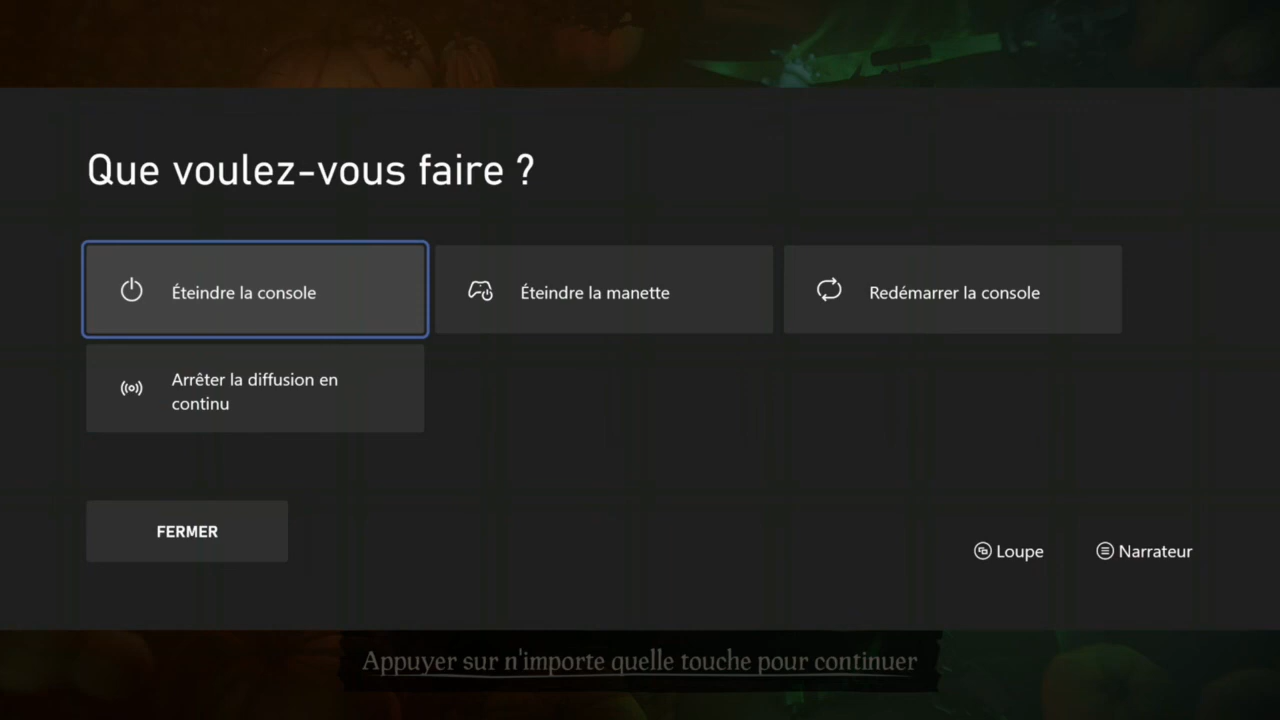 Que voulez-vous faire ?
Éteindre la console
Éteindre la manette
Redémarrer la console
Arrêter la diffusion en
continu
FERMER
Loupe
Narrateur
Appuyer sur n'importe quelle touche pour continuer